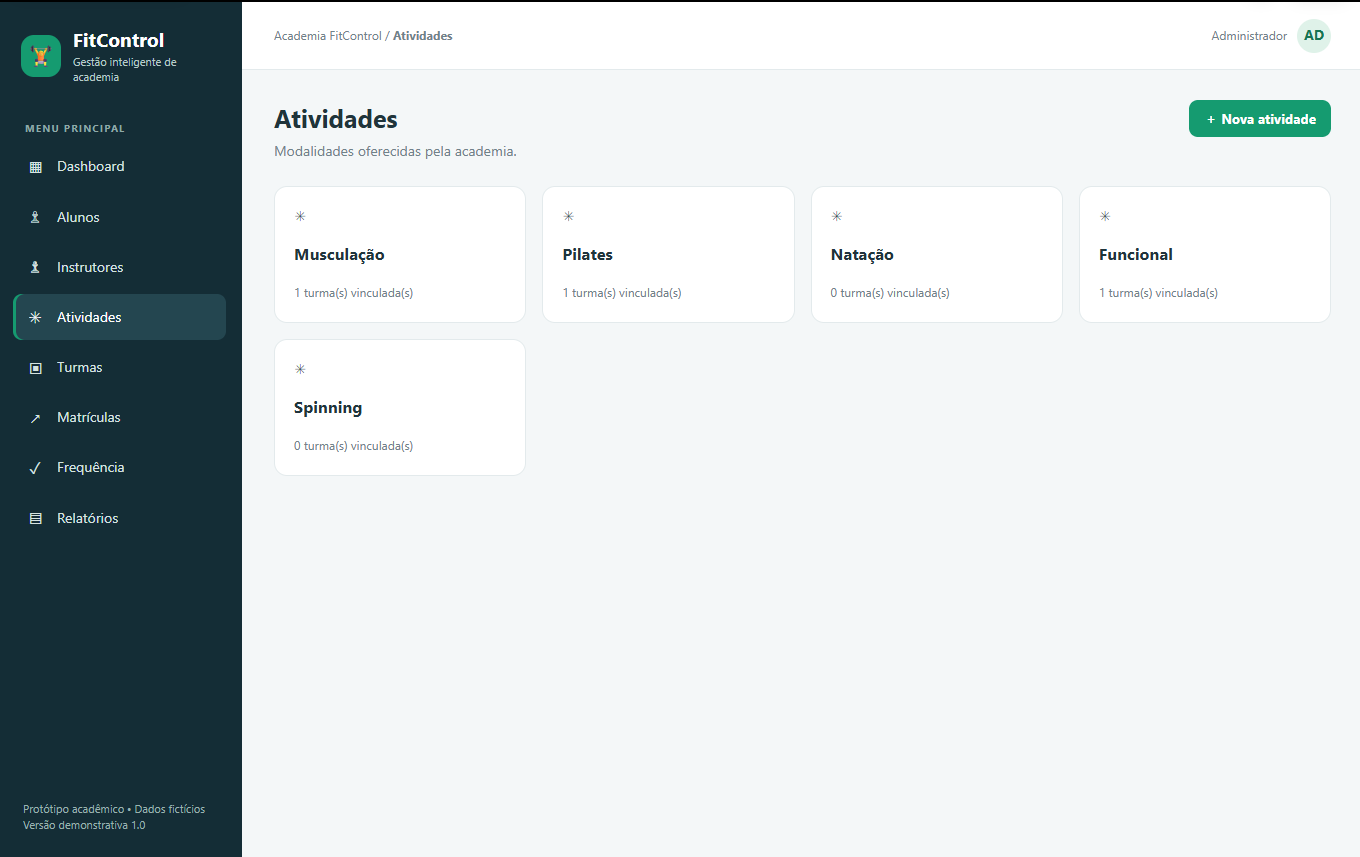 FitControl
Gestão inteligente de
academia
MENU PRINCIPAL
Dashboard
Alunos
Instrutores
Atividades
Turmas
Matrículas
Frequência
Relatórios
Protótipo acadêmico • Dados fictícios
Versão demonstrativa 1.0
Academia FitControl / Atividades
Administrador AD
Atividades
+ Nova atividade
Modalidades oferecidas pela academia.
Musculação
1 turma(s) vinculada(s)
Pilates
1 turma(s) vinculada(s)
Natação
0 turma(s) vinculada(s)
Funcional
1 turma(s) vinculada(s)
Spinning
0 turma(s) vinculada(s)